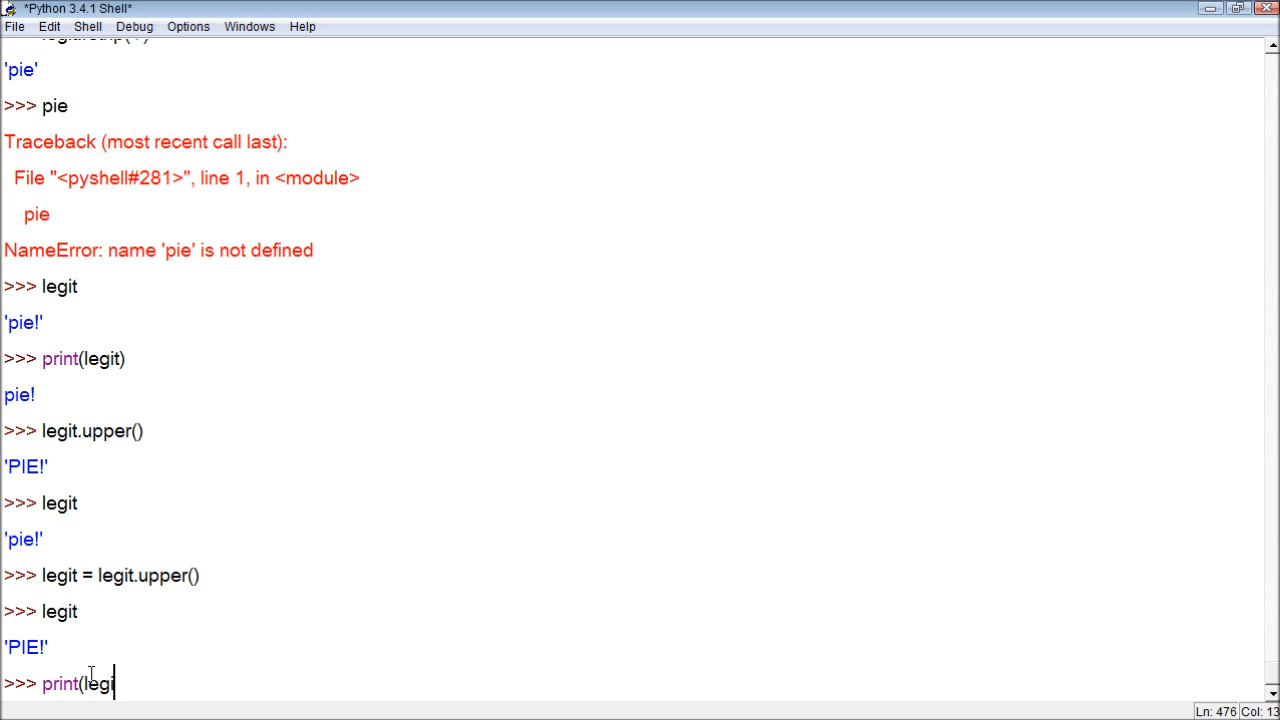 *Python 3.4.1 Shell*
File Edit Shell Debug Options Windows Help
'pie'
>>> pie
Traceback (most recent call last):
File "<pyshell#281>", line 1, in <module>
pie
NameError: name 'pie' is not defined
>>> legit
'pie!'
>>> print(legit)
pie!
>>> legit.upper()
'PIE!'
>>> legit
'pie!'
>>> legit = legit.upper()
>>> legit
'PIE!'
>>> print(legi
Ln: 476 Col: 13